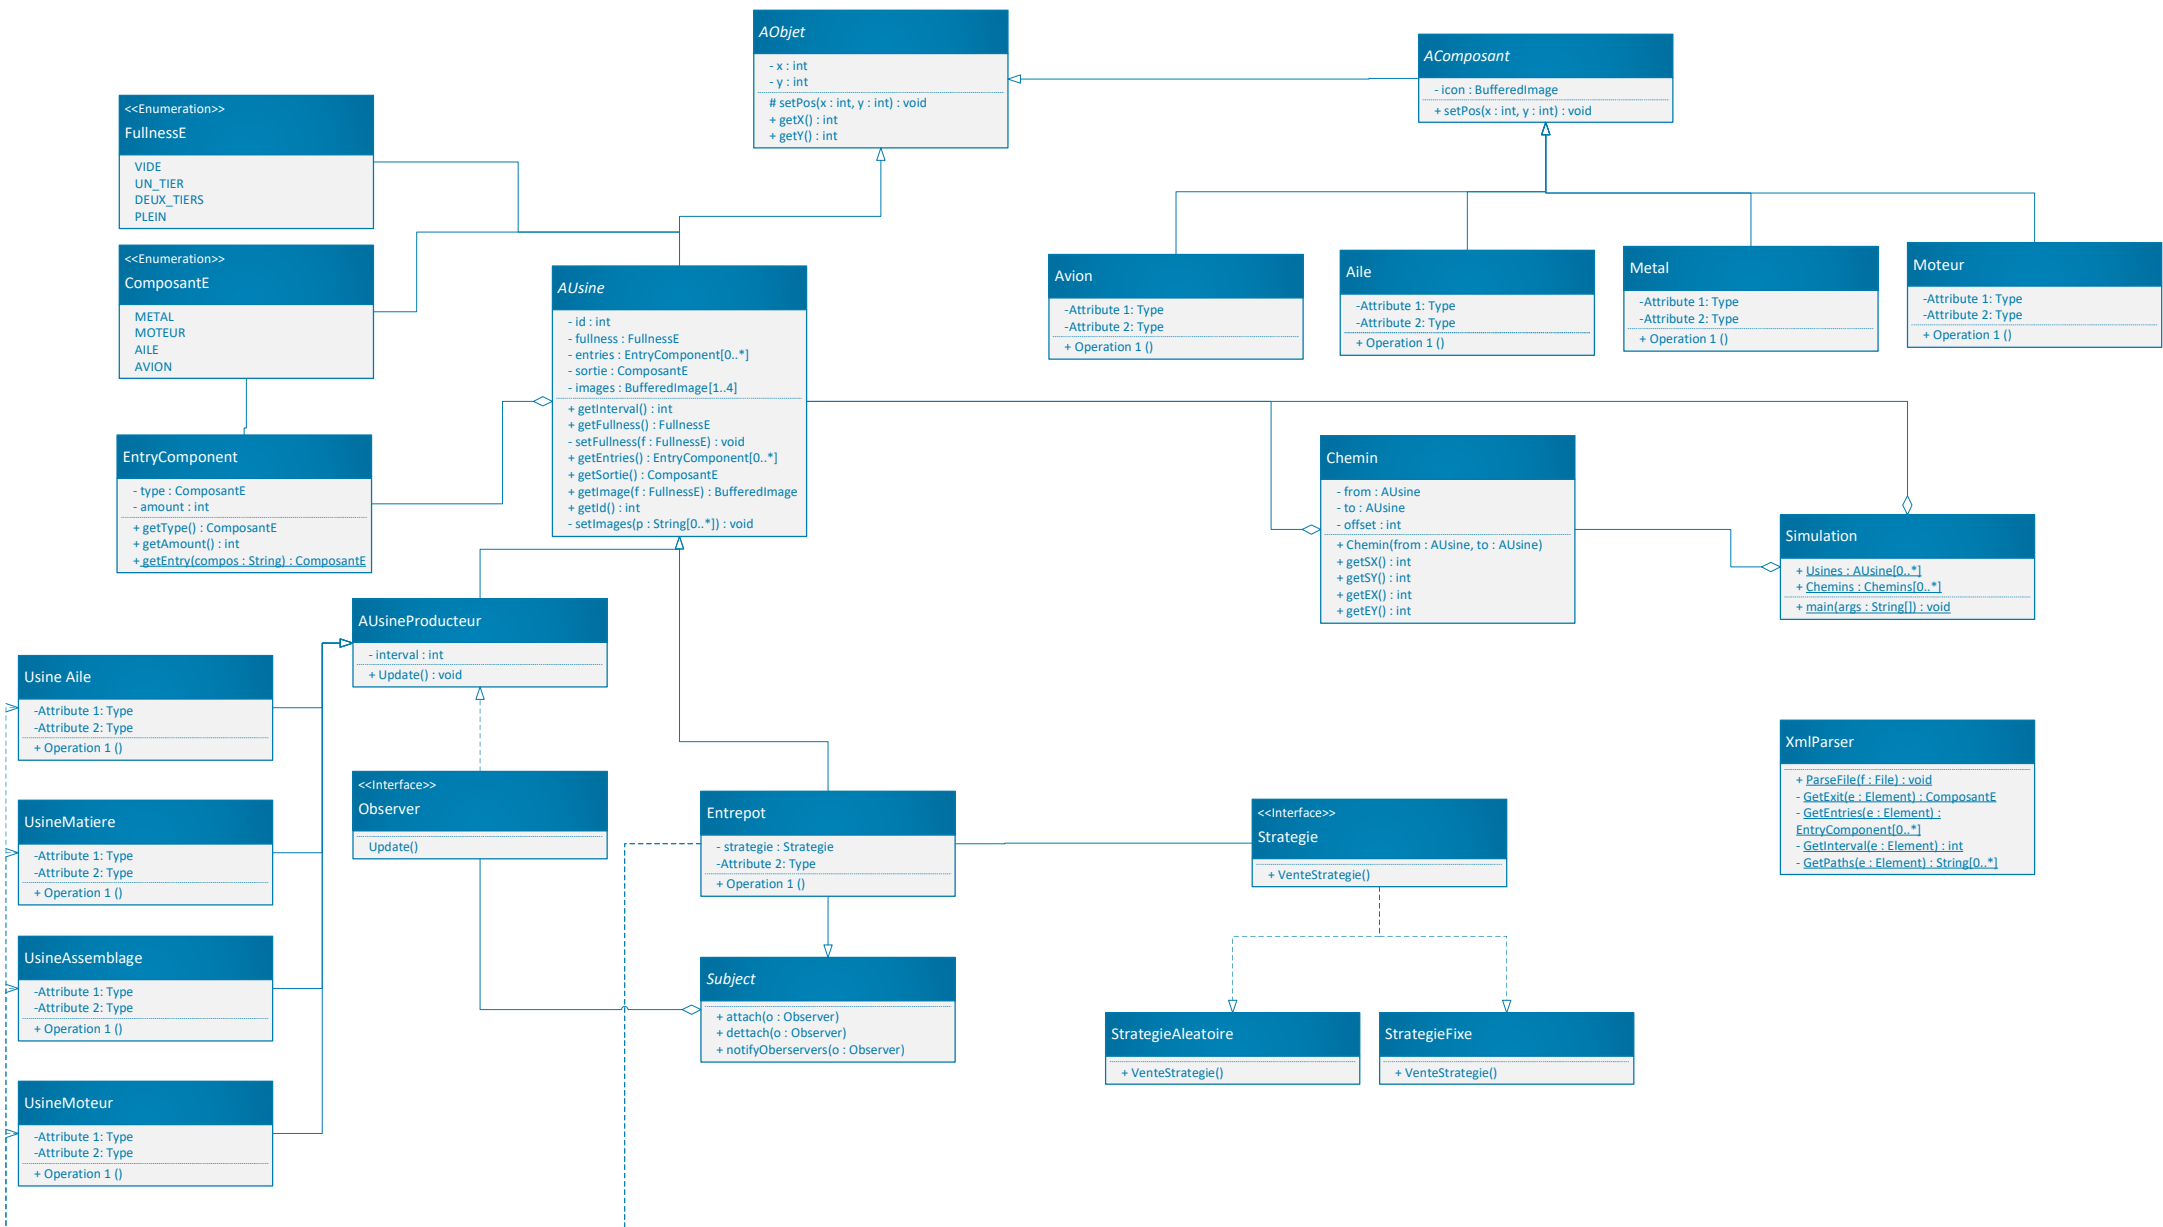 AObjet
- x : int
- y : int
# setPos(x : int, y : int) : void
+ getX() : int
+ getY() : int
AComposant
- icon : BufferedImage
+ setPos(x : int, y : int) : void
<<Enumeration>>
FullnessE
VIDE
UN_TIER
DEUX_TIERS
PLEIN
<<Enumeration>>
ComposantE
METAL
MOTEUR
AILE
AVION
AUsine
- id : int
- fullness : FullnessE
- entries : EntryComponent[0..*]
- sortie : ComposantE
- images : BufferedImage[1..4]
+ getInterval() : int
+ getFullness() : FullnessE
- setFullness(f : FullnessE) : void
+ getEntries() : EntryComponent[0..*]
+ getSortie() : ComposantE
+ getImage(f : FullnessE) : BufferedImage
+ getId() : int
- setImages(p : String[0..*]) : void
Avion
-Attribute 1: Type
-Attribute 2: Type
+ Operation 1 ()
Aile
-Attribute 1: Type
-Attribute 2: Type
+ Operation 1 ()
Metal
-Attribute 1: Type
-Attribute 2: Type
+ Operation 1 ()
Moteur
-Attribute 1: Type
-Attribute 2: Type
+ Operation 1 ()
EntryComponent
- type : ComposantE
- amount : int
+ getType() : ComposantE
+ getAmount() : int
+ getEntry(compos : String) : ComposantE
Chemin
- from : AUsine
- to : AUsine
- offset : int
+ Chemin(from : AUsine, to : AUsine)
+ getSX() : int
+ getSY() : int
+ getEX() : int
+ getEY() : int
Simulation
+ Usines : AUsine[0..*]
+ Chemins : Chemins[0..*]
+ main(args : String[]) : void
AUsineProducteur
- interval : int
+ Update() : void
Usine Aile
-Attribute 1: Type
-Attribute 2: Type
+ Operation 1 ()
UsineMatiere
-Attribute 1: Type
-Attribute 2: Type
+ Operation 1 ()
UsineAssemblage
-Attribute 1: Type
-Attribute 2: Type
+ Operation 1 ()
UsineMoteur
-Attribute 1: Type
-Attribute 2: Type
+ Operation 1 ()
<<Interface>>
Observer
Update()
Entrepot
- strategie : Strategie
-Attribute 2: Type
+ Operation 1 ()
<<Interface>>
Strategie
+ VenteStrategie()
XmlParser
+ ParseFile(f : File) : void
- GetExit(e : Element) : ComposantE
- GetEntries(e : Element) :
EntryComponent[0..*]
- GetInterval(e : Element) : int
- GetPaths(e : Element) : String[0..*]
Subject
+ attach(o : Observer)
+ dettach(o : Observer)
+ notifyOberservers(o : Observer)
StrategieAleatoire
+ VenteStrategie()
StrategieFixe
+ VenteStrategie()